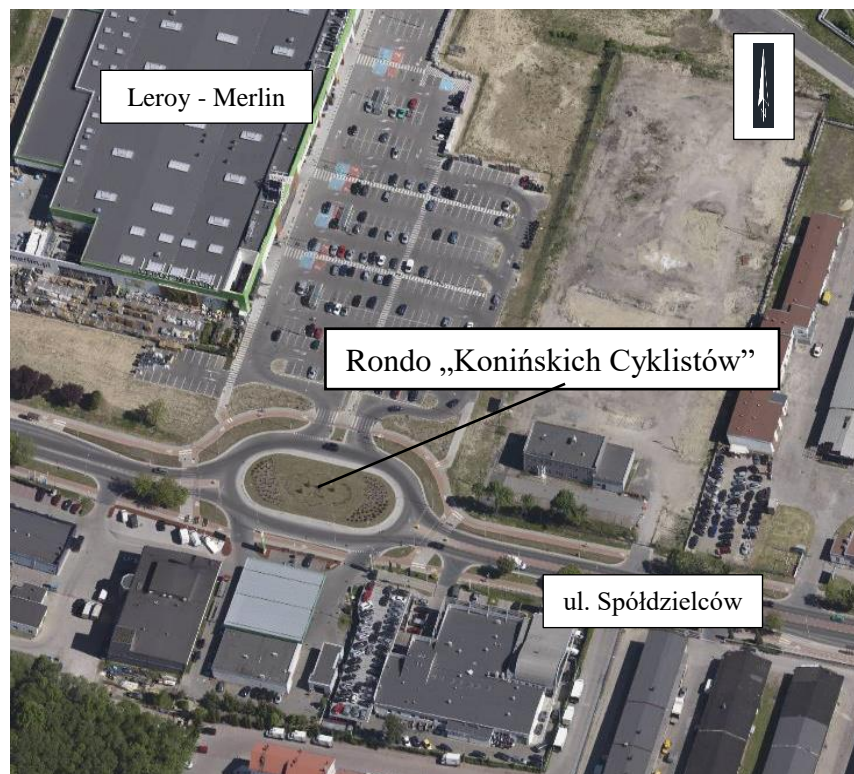 Leroy - Merlin
Rondo „Konińskich Cyklistów”
ul. Spółdzielców